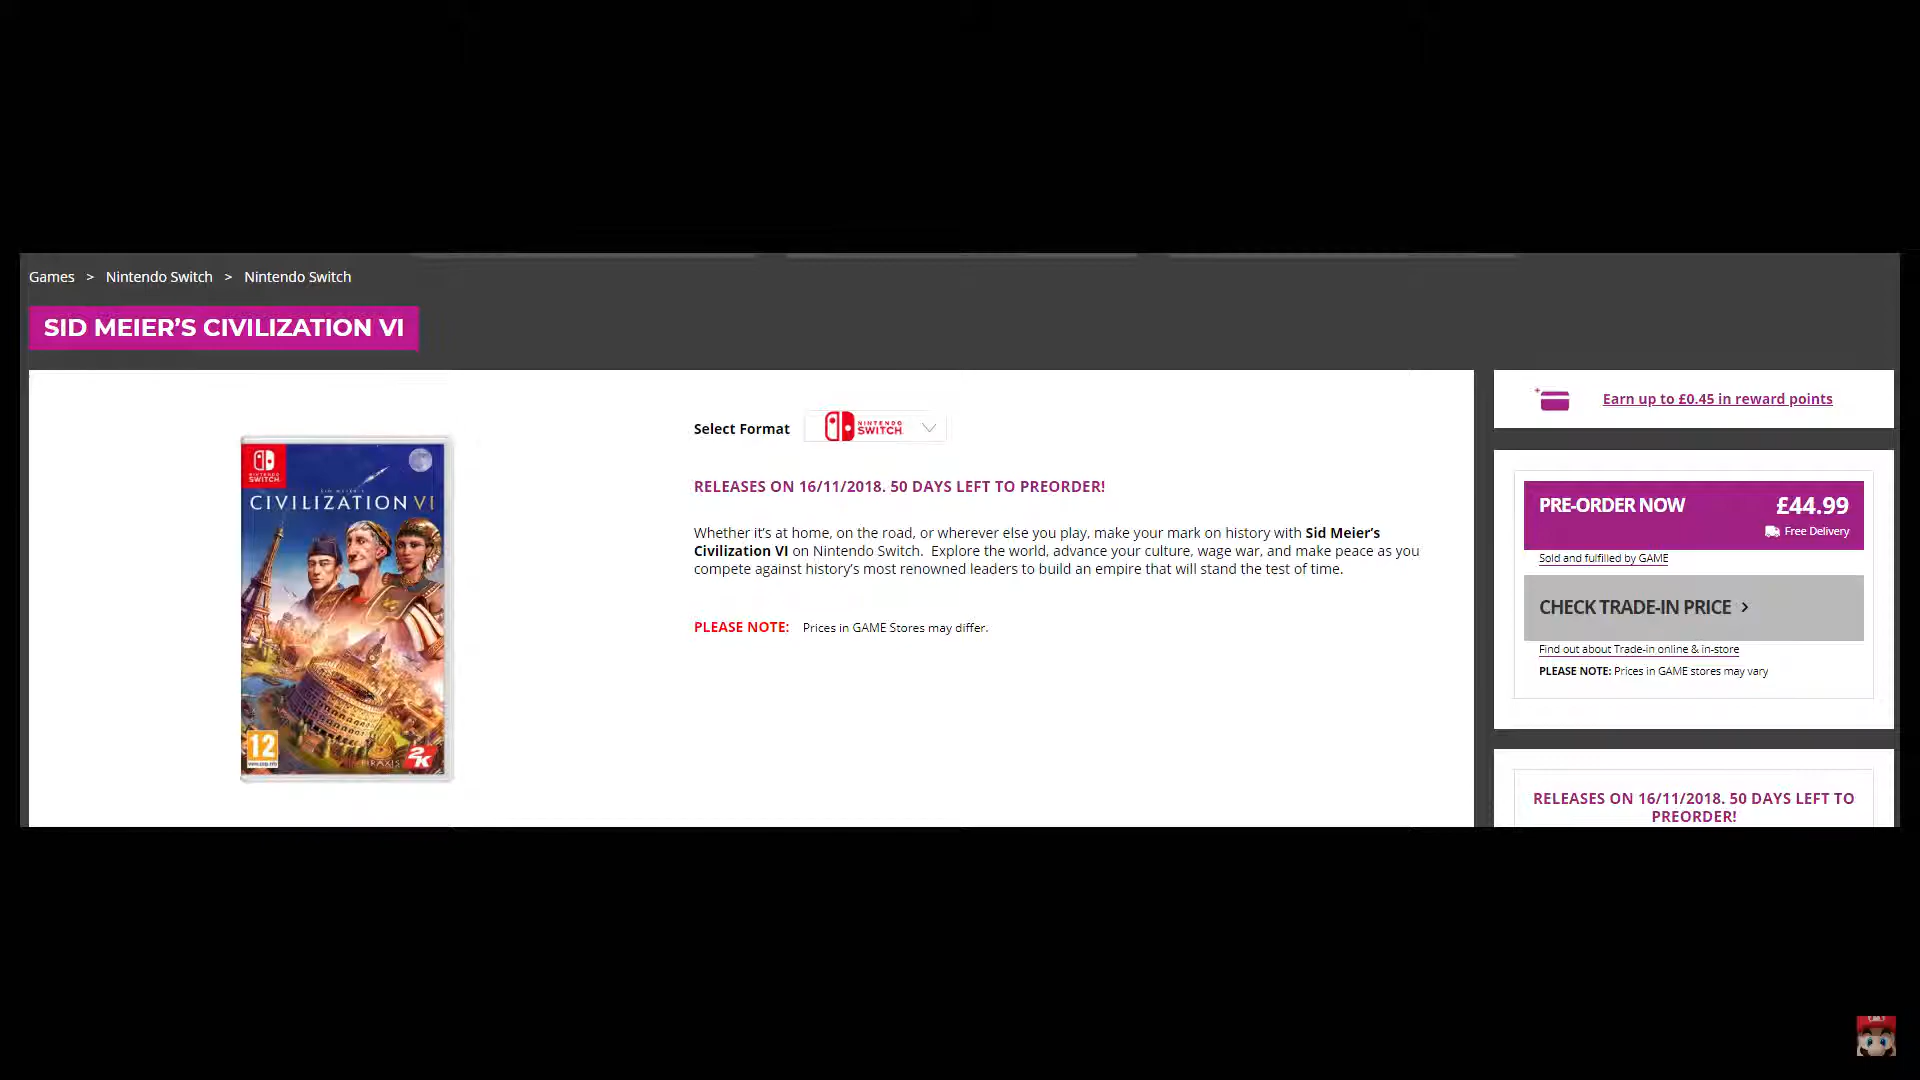 Games > Nintendo Switch > Nintendo Switch
SID MEIER’S CIVILIZATION VI
Select Format
NINTENDO
SWITCH
RELEASES ON 16/11/2018. 50 DAYS LEFT TO PREORDER!
Whether it’s at home, on the road, or wherever else you play, make your mark on history with Sid Meier’s
Civilization VI on Nintendo Switch.  Explore the world, advance your culture, wage war, and make peace as you
compete against history’s most renowned leaders to build an empire that will stand the test of time.
PLEASE NOTE: Prices in GAME Stores may differ.
NINTENDO
SWITCH
SID MEIER'S
CIVILIZATION VI
12
FIRAXIS
2K
Earn up to £0.45 in reward points
PRE-ORDER NOW £44.99
Free Delivery
Sold and fulfilled by GAME
CHECK TRADE-IN PRICE >
Find out about Trade-in online & in-store
PLEASE NOTE: Prices in GAME stores may vary
RELEASES ON 16/11/2018. 50 DAYS LEFT TO
PREORDER!